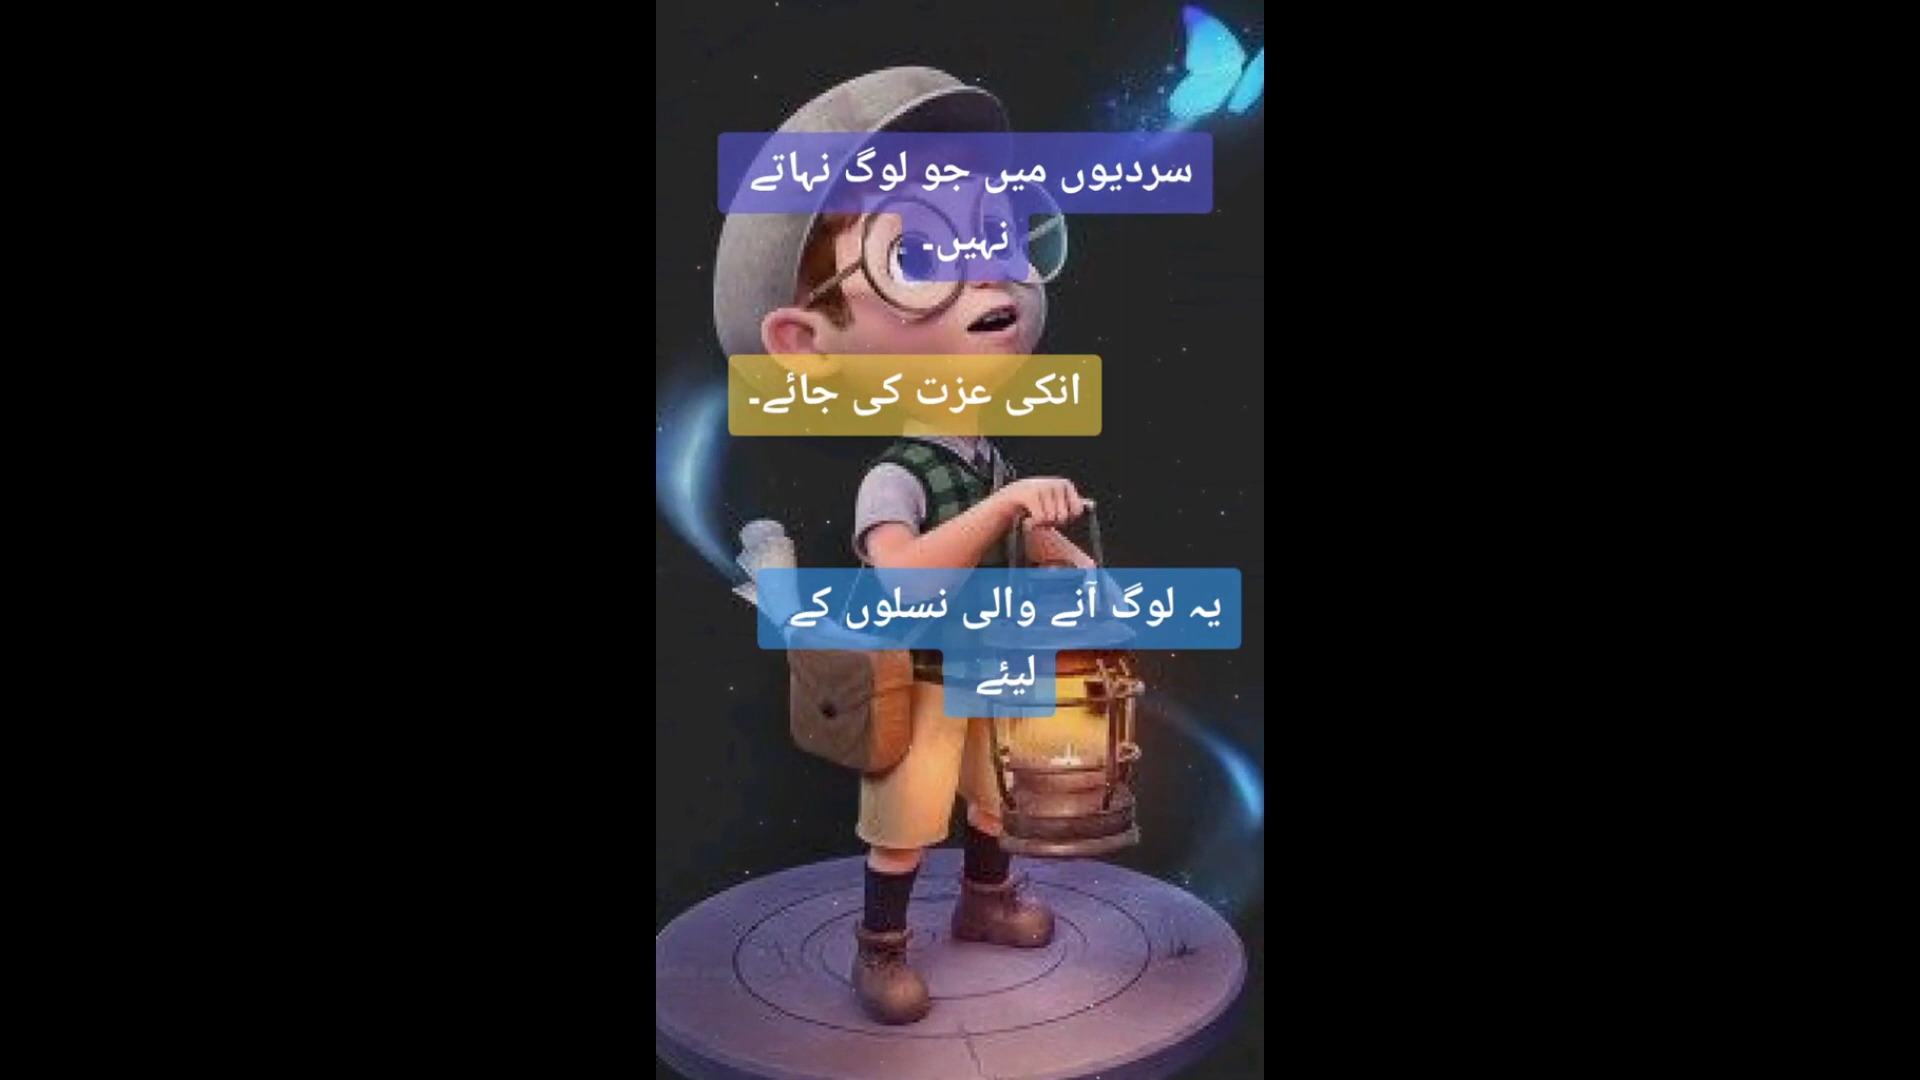 سردیوں میں جو لوگ نہاتے
نہیں۔
انکی عزت کی جائے۔
یہ لوگ آنے والی نسلوں کے
لیئے